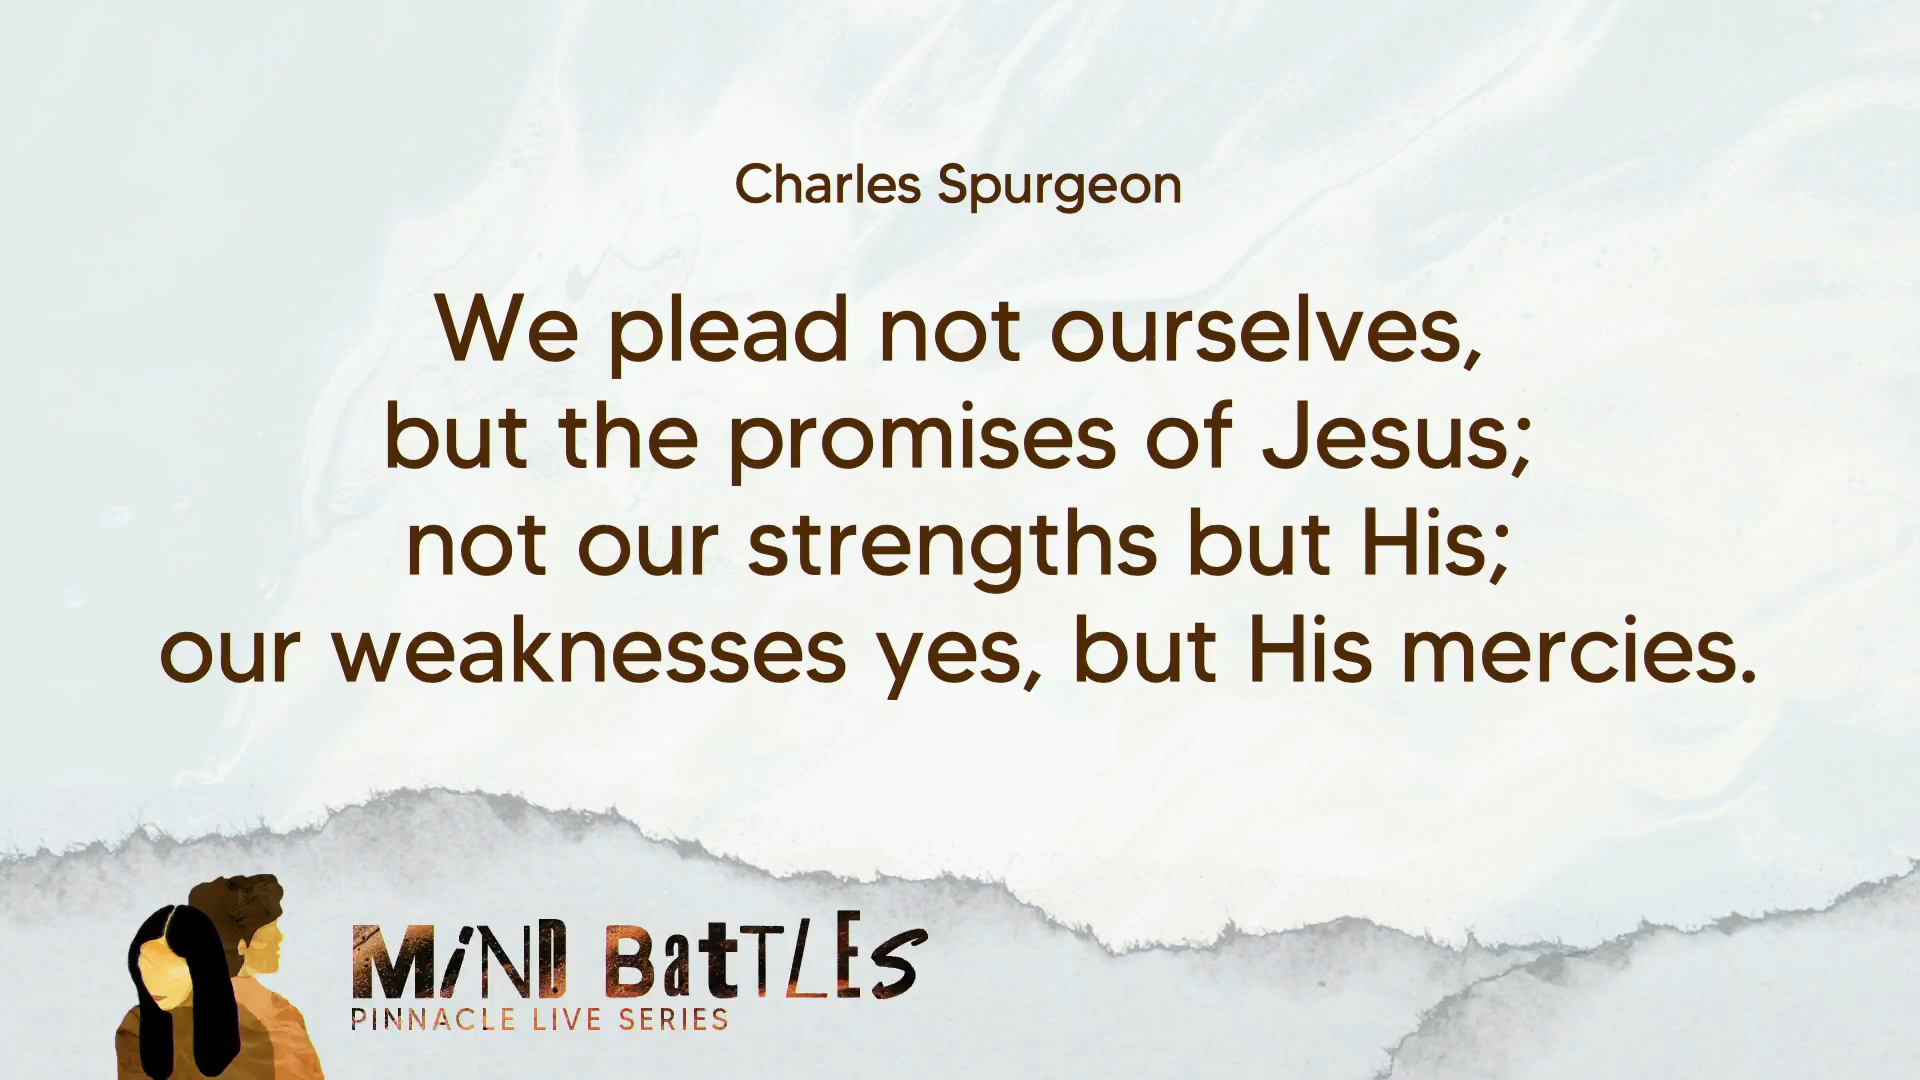 Charles Spurgeon
We plead not ourselves,
but the promises of Jesus;
not our strengths but His;
our weaknesses yes, but His mercies.
MiND BatTLES
PINNACLE LIVE SERIES